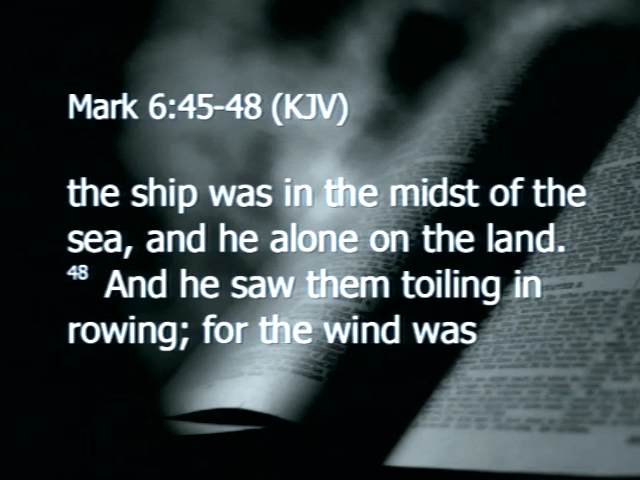 Mark 6:45-48 (KJV)
the ship was in the midst of the
sea, and he alone on the land.
48 And he saw them toiling in
rowing; for the wind was